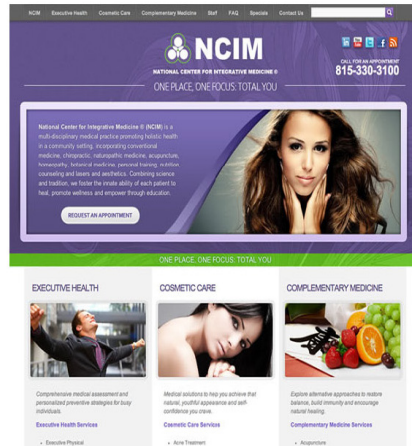 NCIM Executive Health Cosmetic Care Complementary Medicine Staff FAQ Specials Contact Us
NCIM
NATIONAL CENTER FOR INTEGRATIVE MEDICINE ®
ONE PLACE, ONE FOCUS: TOTAL YOU
CALL FOR AN APPOINTMENT
815-330-3100
National Center for Integrative Medicine ® (NCIM) is a
multi-disciplinary medical practice promoting holistic health
in a community setting, incorporating conventional
medicine, chiropractic, naturopathic medicine, acupuncture,
homeopathy, botanical medicine, personal training, nutrition
counseling and lasers and aesthetics. Combining science
and tradition, we foster the innate ability of each patient to
heal, promote wellness and empower through education.
REQUEST AN APPOINTMENT
ONE PLACE, ONE FOCUS: TOTAL YOU
EXECUTIVE HEALTH
Comprehensive medical assessment and
personalized preventive strategies for busy
individuals.
Executive Health Services
Executive Physical
COSMETIC CARE
Medical solutions to help you achieve that
natural, youthful appearance and self-
confidence you crave.
Cosmetic Care Services
Acne Treatment
COMPLEMENTARY MEDICINE
Explore alternative approaches to restore
balance, build immunity and encourage
natural healing.
Complementary Medicine Services
Acupuncture